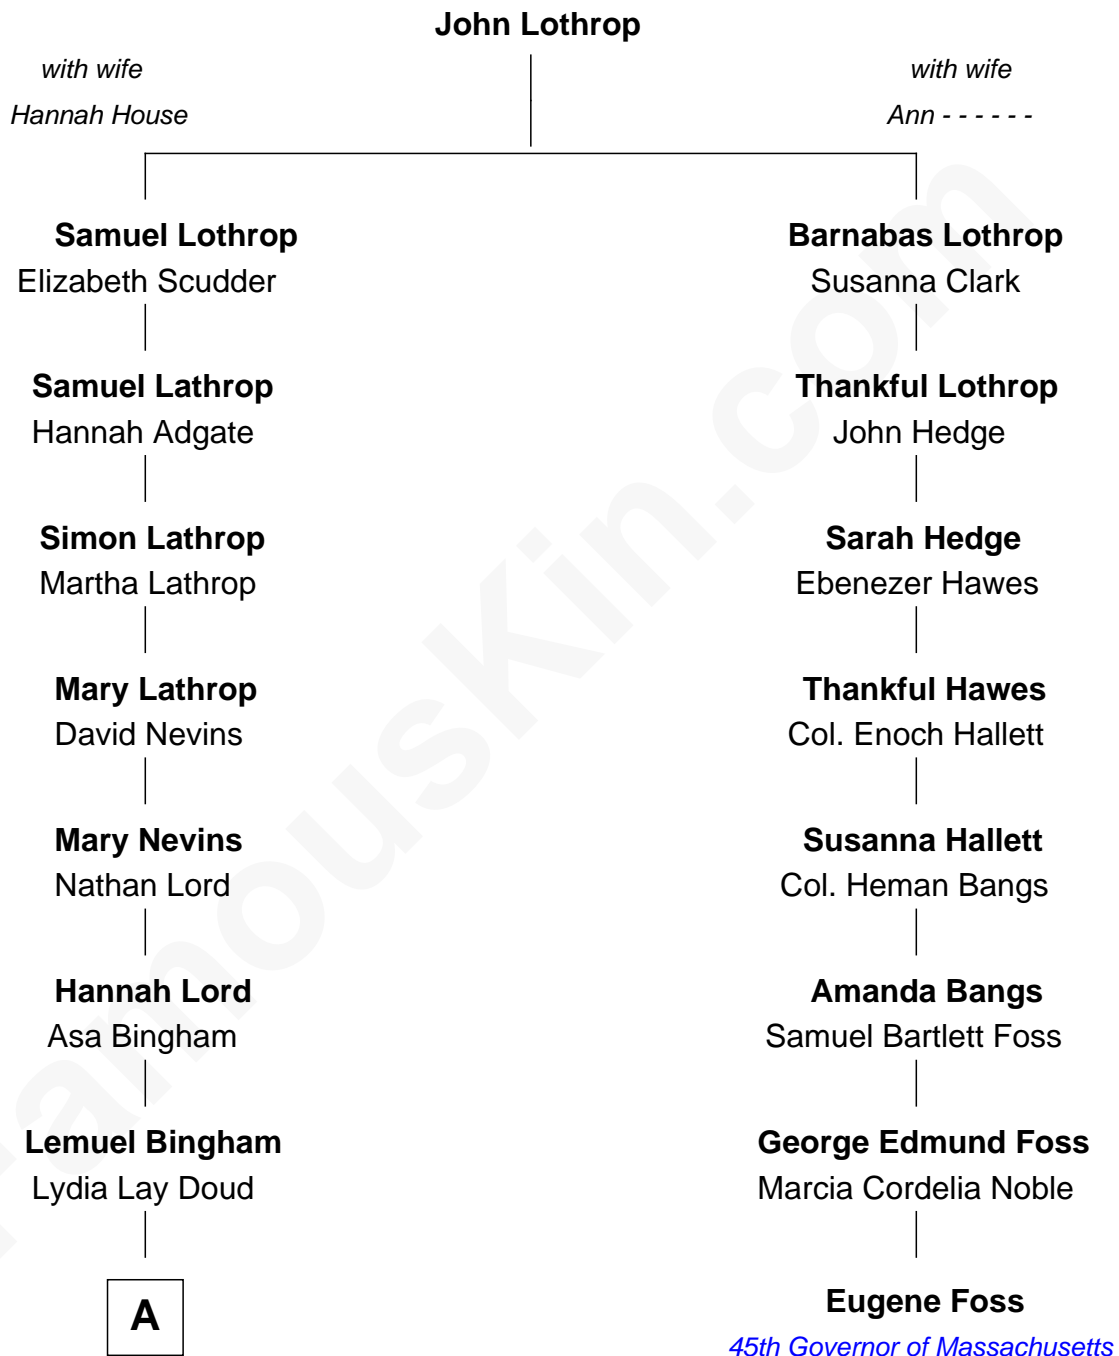 John Lothrop
with wife
Hannah House
with wife
Ann - - - - - -
Samuel Lothrop
Elizabeth Scudder
Barnabas Lothrop
Susanna Clark
Samuel Lathrop
Hannah Adgate
Thankful Lothrop
John Hedge
Simon Lathrop
Martha Lathrop
Sarah Hedge
Ebenezer Hawes
Mary Lathrop
David Nevins
Thankful Hawes
Col. Enoch Hallett
Mary Nevins
Nathan Lord
Susanna Hallett
Col. Heman Bangs
Hannah Lord
Asa Bingham
Amanda Bangs
Samuel Bartlett Foss
Lemuel Bingham
Lydia Lay Doud
George Edmund Foss
Marcia Cordelia Noble
A
Eugene Foss
45th Governor of Massachusetts
FamousKin.com